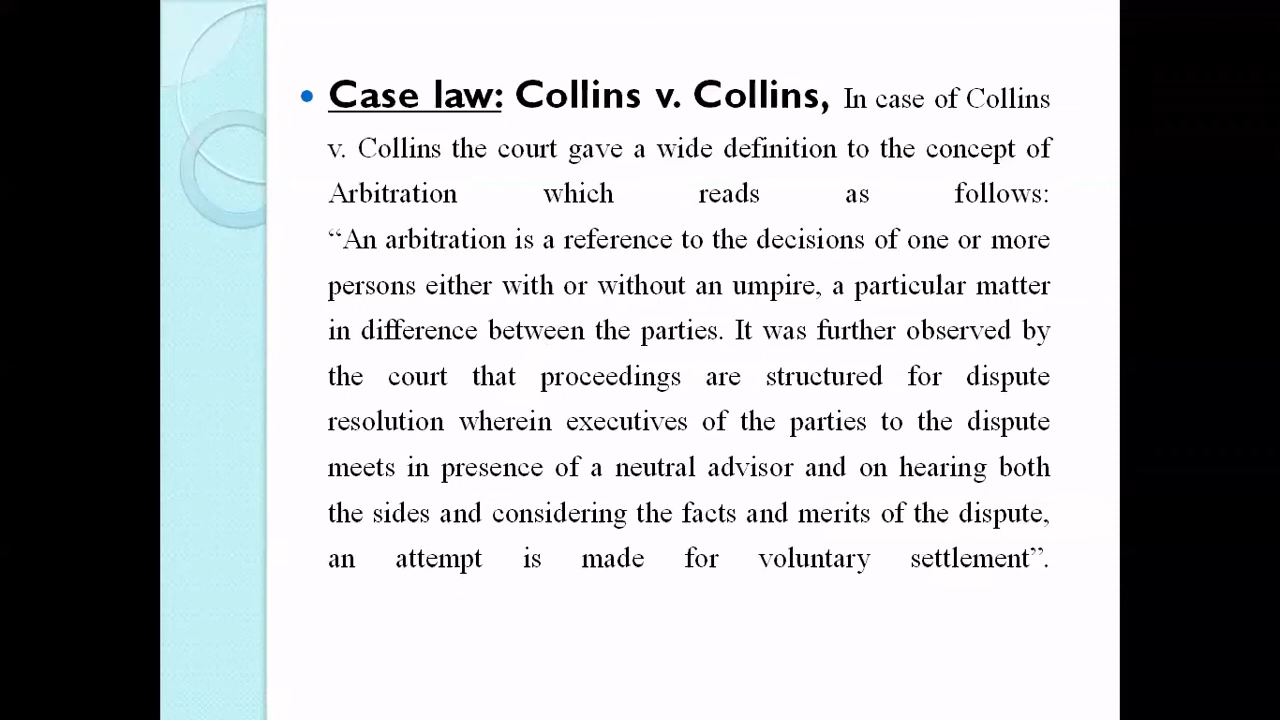 • Case law: Collins v. Collins, In case of Collins
v. Collins the court gave a wide definition to the concept of
Arbitration which reads as follows:
“An arbitration is a reference to the decisions of one or more
persons either with or without an umpire, a particular matter
in difference between the parties. It was further observed by
the court that proceedings are structured for dispute
resolution wherein executives of the parties to the dispute
meets in presence of a neutral advisor and on hearing both
the sides and considering the facts and merits of the dispute,
an attempt is made for voluntary settlement”.